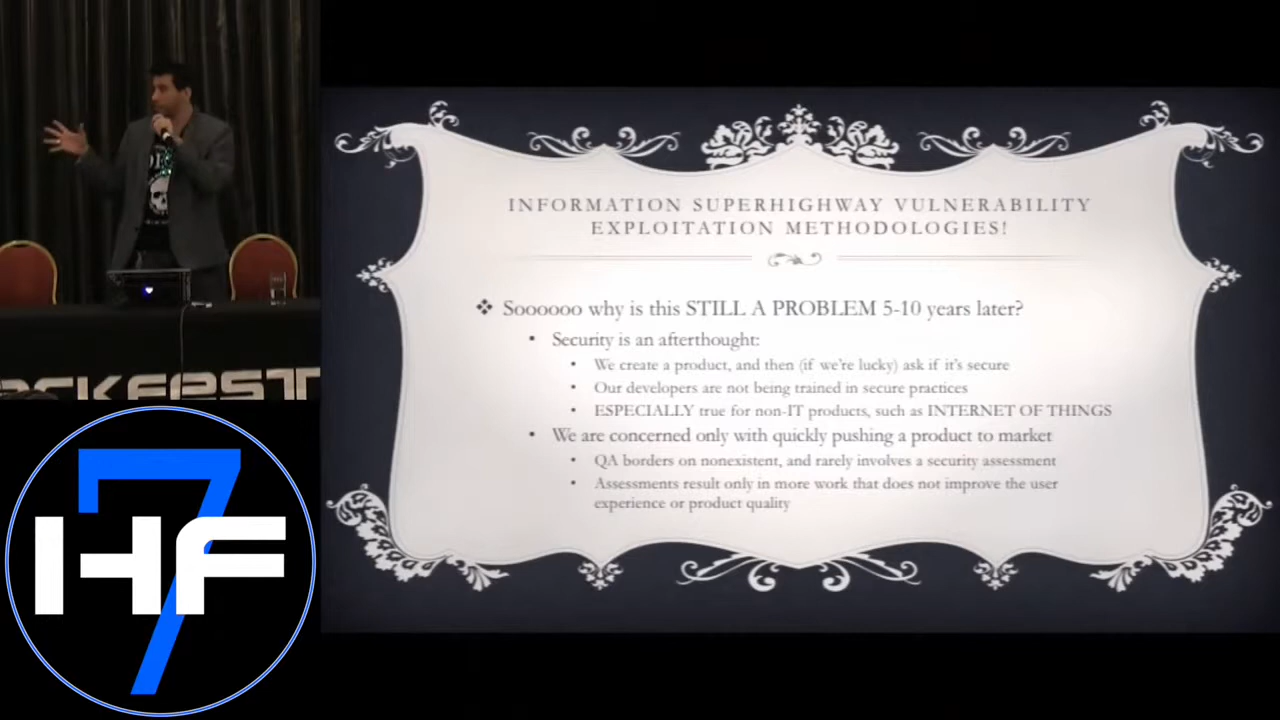 INFORMATION SUPERHIGHWAY VULNERABILITY
EXPLOITATION METHODOLOGIES!
Soooooo why is this STILL A PROBLEM 5-10 years later?
Security is an afterthought:
We create a product, and then (if we're lucky) ask if it's secure
Our developers are not being trained in secure practices
ESPECIALLY true for non-IT products, such as INTERNET OF THINGS
We are concerned only with quickly pushing a product to market
QA borders on nonexistent, and rarely involves a security assessment
Assessments result only in more work that does not improve the user
experience or product quality
ACKFEST
7
HF